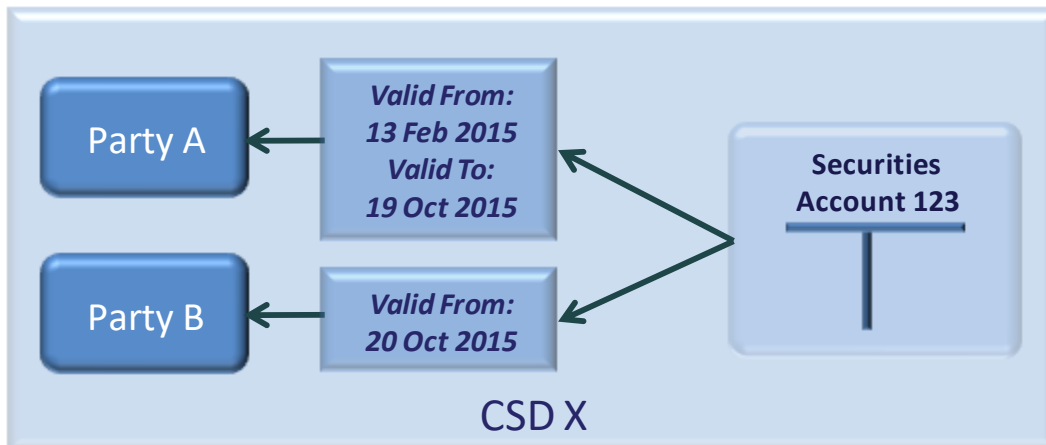 Party A
Valid From:
13 Feb 2015
Valid To:
19 Oct 2015
Securities
Account 123
Party B
Valid From:
20 Oct 2015
CSD X